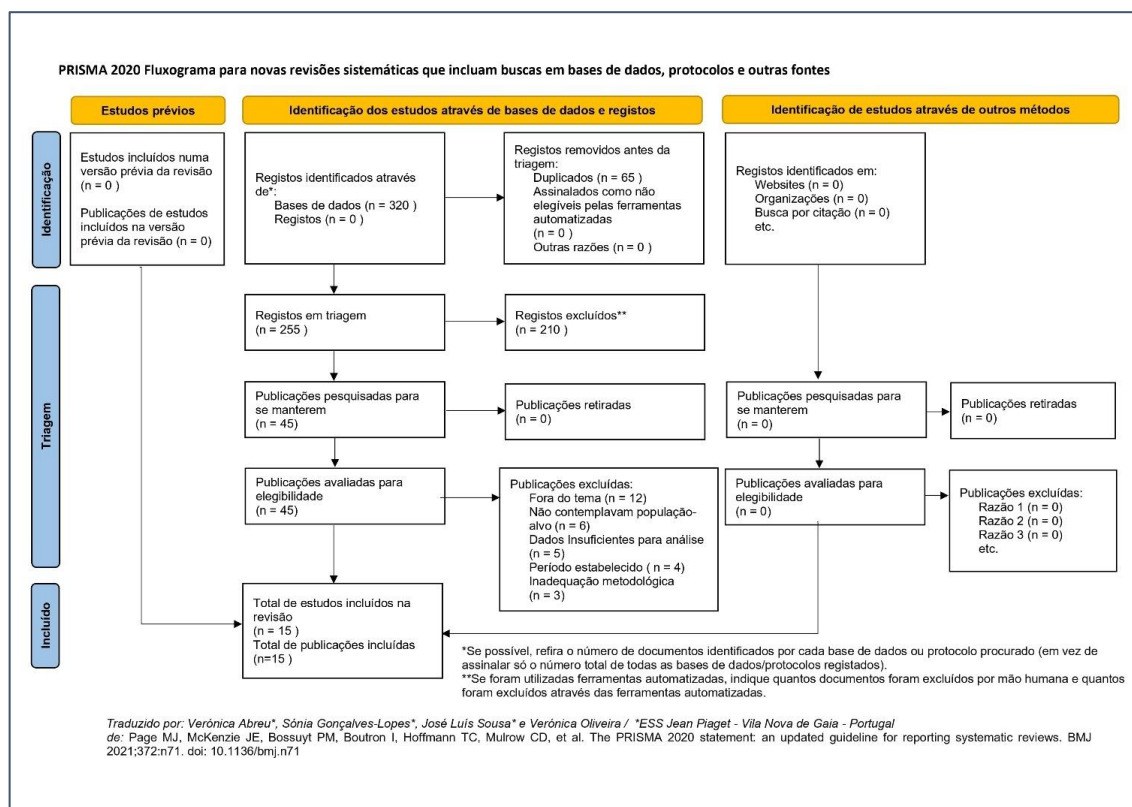 PRISMA 2020 Fluxograma para novas revisões sistemáticas que incluam buscas em bases de dados, protocolos e outras fontes
Estudos prévios
Identificação dos estudos através de bases de dados e registos
Identificação de estudos através de outros métodos
Identificação
Estudos incluídos numa
versão prévia da revisão
(n = 0 )
Publicações de estudos
incluídos na versão
prévia da revisão (n = 0)
Registos identificados através
de*:
Bases de dados (n = 320 )
Registos (n = 0 )
Registos removidos antes da
triagem:
Duplicados (n = 65 )
Assinalados como não
elegíveis pelas ferramentas
automatizadas
(n = 0 )
Outras razões (n = 0 )
Registos identificados em:
Websites (n = 0)
Organizações (n = 0)
Busca por citação (n = 0)
etc.
Triagem
Registos em triagem
(n = 255 )
Registos excluídos**
(n = 210 )
Publicações pesquisadas para
se manterem
(n = 45)
Publicações retiradas
(n = 0)
Publicações pesquisadas para
se manterem
(n = 0)
Publicações retiradas
(n = 0)
Publicações avaliadas para
elegibilidade
(n = 45)
Publicações excluídas:
Fora do tema (n = 12)
Não contemplavam população-
alvo (n = 6)
Dados Insuficientes para análise
(n = 5)
Período estabelecido ( n = 4)
Inadequação metodológica
(n = 3)
Publicações avaliadas para
elegibilidade
(n = 0)
Publicações excluídas:
Razão 1 (n = 0)
Razão 2 (n = 0)
Razão 3 (n = 0)
etc.
Incluído
Total de estudos incluídos na
revisão
(n = 15 )
Total de publicações incluídas
(n=15 )
*Se possível, refira o número de documentos identificados por cada base de dados ou protocolo procurado (em vez de
assinalar só o número total de todas as bases de dados/protocolos registados).
**Se foram utilizadas ferramentas automatizadas, indique quantos documentos foram excluídos por mão humana e quantos
foram excluídos através das ferramentas automatizadas.
Traduzido por: Verónica Abreu*, Sónia Gonçalves-Lopes*, José Luís Sousa* e Verónica Oliveira / *ESS Jean Piaget - Vila Nova de Gaia - Portugal
de: Page MJ, McKenzie JE, Bossuyt PM, Boutron I, Hoffmann TC, Mulrow CD, et al. The PRISMA 2020 statement: an updated guideline for reporting systematic reviews. BMJ
2021;372:n71. doi: 10.1136/bmj.n71